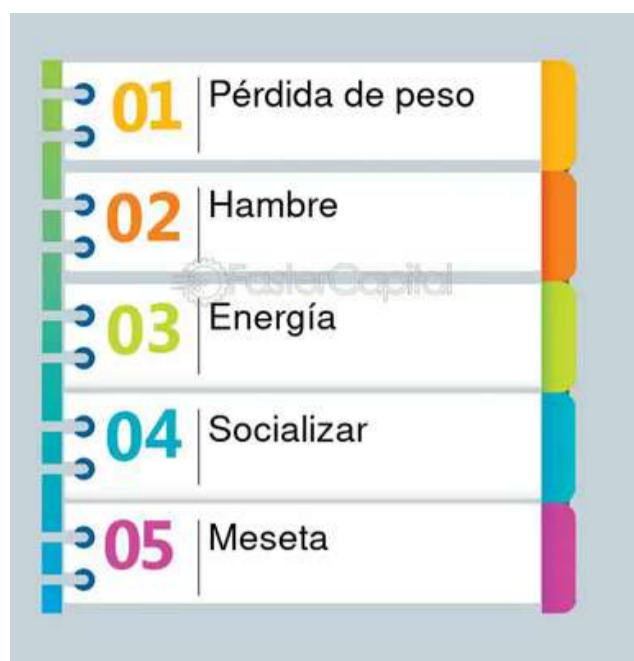 01 Pérdida de peso
02 Hambre
FasterCapital
03 Energía
04 Socializar
05 Meseta